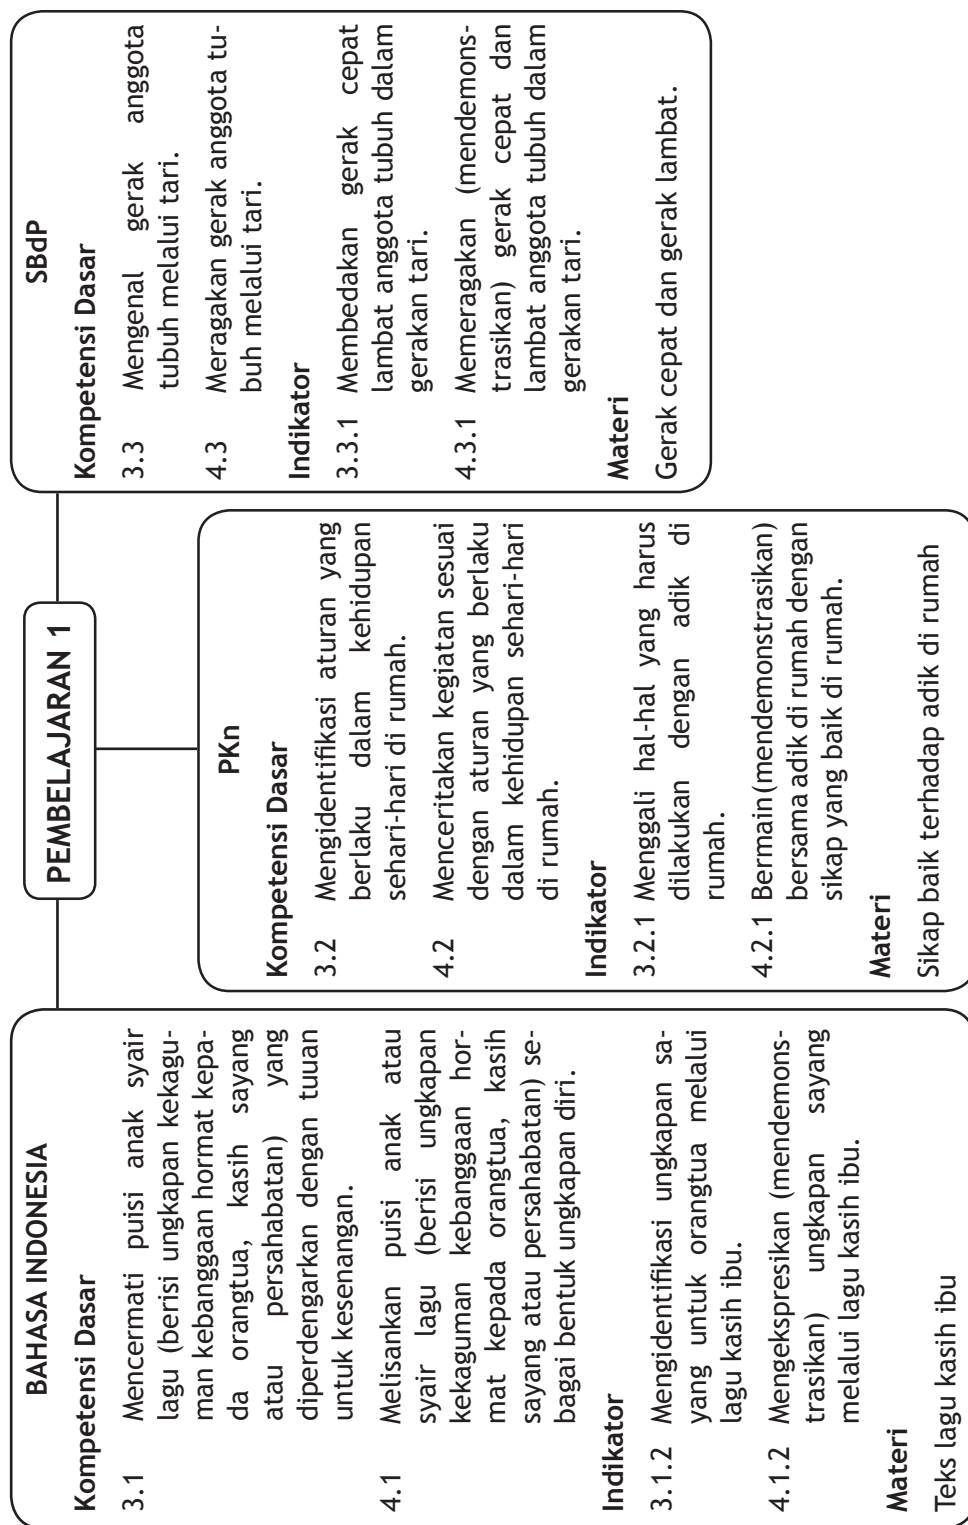 PEMBELAJARAN 1
BAHASA INDONESIA
Kompetensi Dasar
3.1 Mencermati puisi anak syair
lagu (berisi ungkapan kekagu-
man kebanggaan hormat kepa-
da orangtua, kasih sayang
atau persahabatan) yang
diperdengarkan dengan tuuan
untuk kesenangan.
4.1 Melisankan puisi anak atau
syair lagu (berisi ungkapan
kekaguman kebanggaan hor-
mat kepada orangtua, kasih
sayang atau persahabatan) se-
bagai bentuk ungkapan diri.
Indikator
3.1.2 Mengidentifikasi ungkapan sa-
yang untuk orangtua melalui
lagu kasih ibu.
4.1.2 Mengekspresikan (mendemons-
trasikan) ungkapan sayang
melalui lagu kasih ibu.
Materi
Teks lagu kasih ibu
PKn
Kompetensi Dasar
3.2 Mengidentifikasi aturan yang
berlaku dalam kehidupan
sehari-hari di rumah.
4.2 Menceritakan kegiatan sesuai
dengan aturan yang berlaku
dalam kehidupan sehari-hari
di rumah.
Indikator
3.2.1 Menggali hal-hal yang harus
dilakukan dengan adik di
rumah.
4.2.1 Bermain(mendemonstrasikan)
bersama adik di rumah dengan
sikap yang baik di rumah.
Materi
Sikap baik terhadap adik di rumah
SBdP
Kompetensi Dasar
3.3 Mengenal gerak anggota
tubuh melalui tari.
4.3 Meragakan gerak anggota tu-
buh melalui tari.
Indikator
3.3.1 Membedakan gerak cepat
lambat anggota tubuh dalam
gerakan tari.
4.3.1 Memeragakan (mendemons-
trasikan) gerak cepat dan
lambat anggota tubuh dalam
gerakan tari.
Materi
Gerak cepat dan gerak lambat.